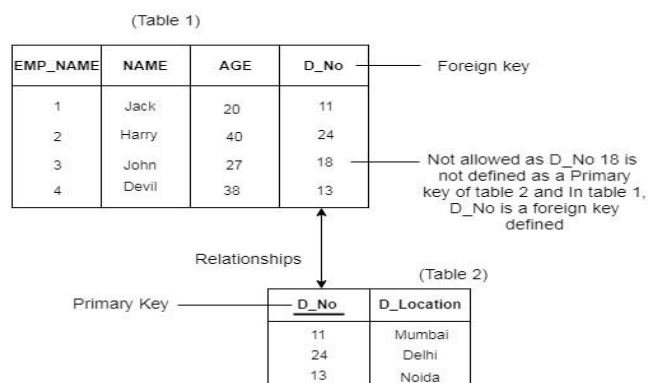 (Table 1)
EMP_NAME NAME AGE D_No Foreign key
1 Jack 20 11
2 Harry 40 24
3 John 27 18
4 Devil 38 13
Not allowed as D_No 18 is
not defined as a Primary
key of table 2 and In table 1,
D_No is a foreign key
defined
Relationships
(Table 2)
Primary Key D_No D_Location
11 Mumbai
24 Delhi
13 Noida